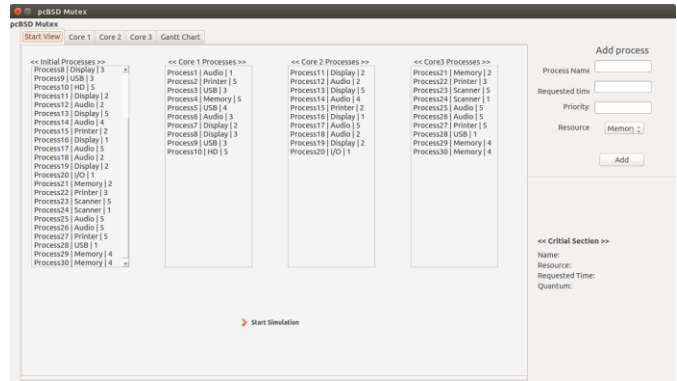 pcBSD Mutex
pcBSD Mutex
Start View Core 1 Core 2 Core 3 Gantt Chart
<< Initial Processes >>
Process8 | Display | 3
Process9 | USB | 3
Process10 | HD | 5
Process11 | Display | 2
Process12 | Audio | 2
Process13 | Display | 5
Process14 | Audio | 4
Process15 | Printer | 2
Process16 | Display | 1
Process17 | Audio | 5
Process18 | Audio | 2
Process19 | Display | 2
Process20 | I/O | 1
Process21 | Memory | 2
Process22 | Printer | 3
Process23 | Scanner | 5
Process24 | Scanner | 1
Process25 | Audio | 5
Process26 | Audio | 5
Process27 | Printer | 5
Process28 | USB | 1
Process29 | Memory | 4
Process30 | Memory | 4
<< Core 1 Processes >>
Process1 | Audio | 1
Process2 | Printer | 5
Process3 | USB | 3
Process4 | Memory | 5
Process5 | USB | 4
Process6 | Audio | 3
Process7 | Display | 2
Process8 | Display | 3
Process9 | USB | 3
Process10 | HD | 5
<< Core 2 Processes >>
Process11 | Display | 2
Process12 | Audio | 2
Process13 | Display | 5
Process14 | Audio | 4
Process15 | Printer | 2
Process16 | Display | 1
Process17 | Audio | 5
Process18 | Audio | 2
Process19 | Display | 2
Process20 | I/O | 1
<< Core3 Processes >>
Process21 | Memory | 2
Process22 | Printer | 3
Process23 | Scanner | 5
Process24 | Scanner | 1
Process25 | Audio | 5
Process26 | Audio | 5
Process27 | Printer | 5
Process28 | USB | 1
Process29 | Memory | 4
Process30 | Memory | 4
Start Simulation
Add process
Process Name
Requested time
Priority
Resource Memory
Add
<< Critial Section >>
Name:
Resource:
Requested Time:
Quantum: